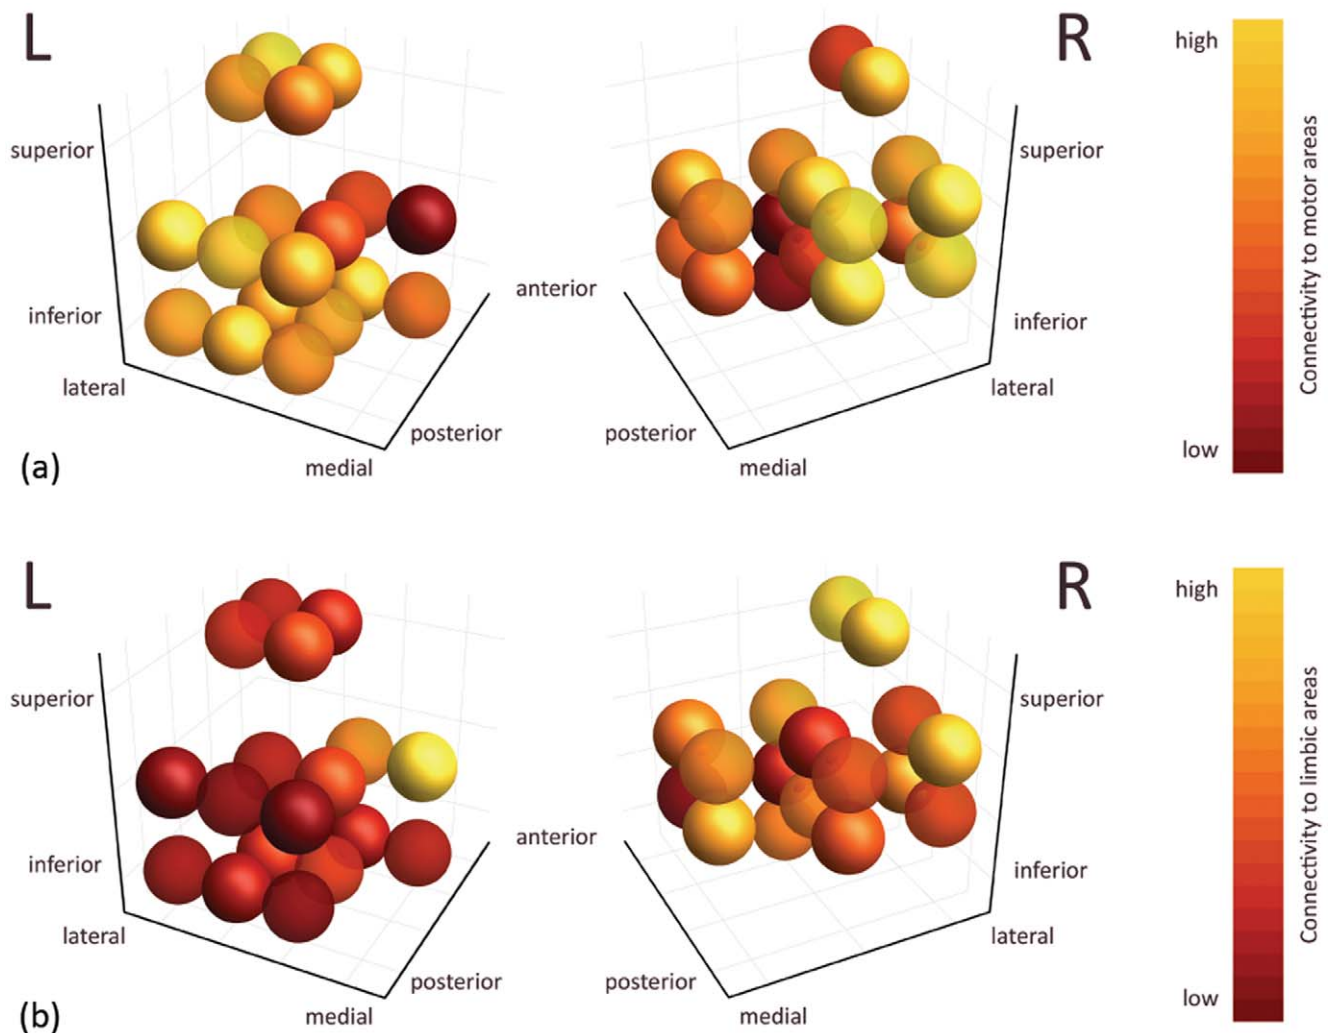 L
R
high
superior
superior
Connectivity to motor areas
anterior
inferior
inferior
lateral
lateral
low
posterior
posterior
(a)
medial
medial
L
R
high
superior
superior
Connectivity to limbic areas
anterior
inferior
inferior
lateral
lateral
posterior
posterior
low
(b)
medial
medial